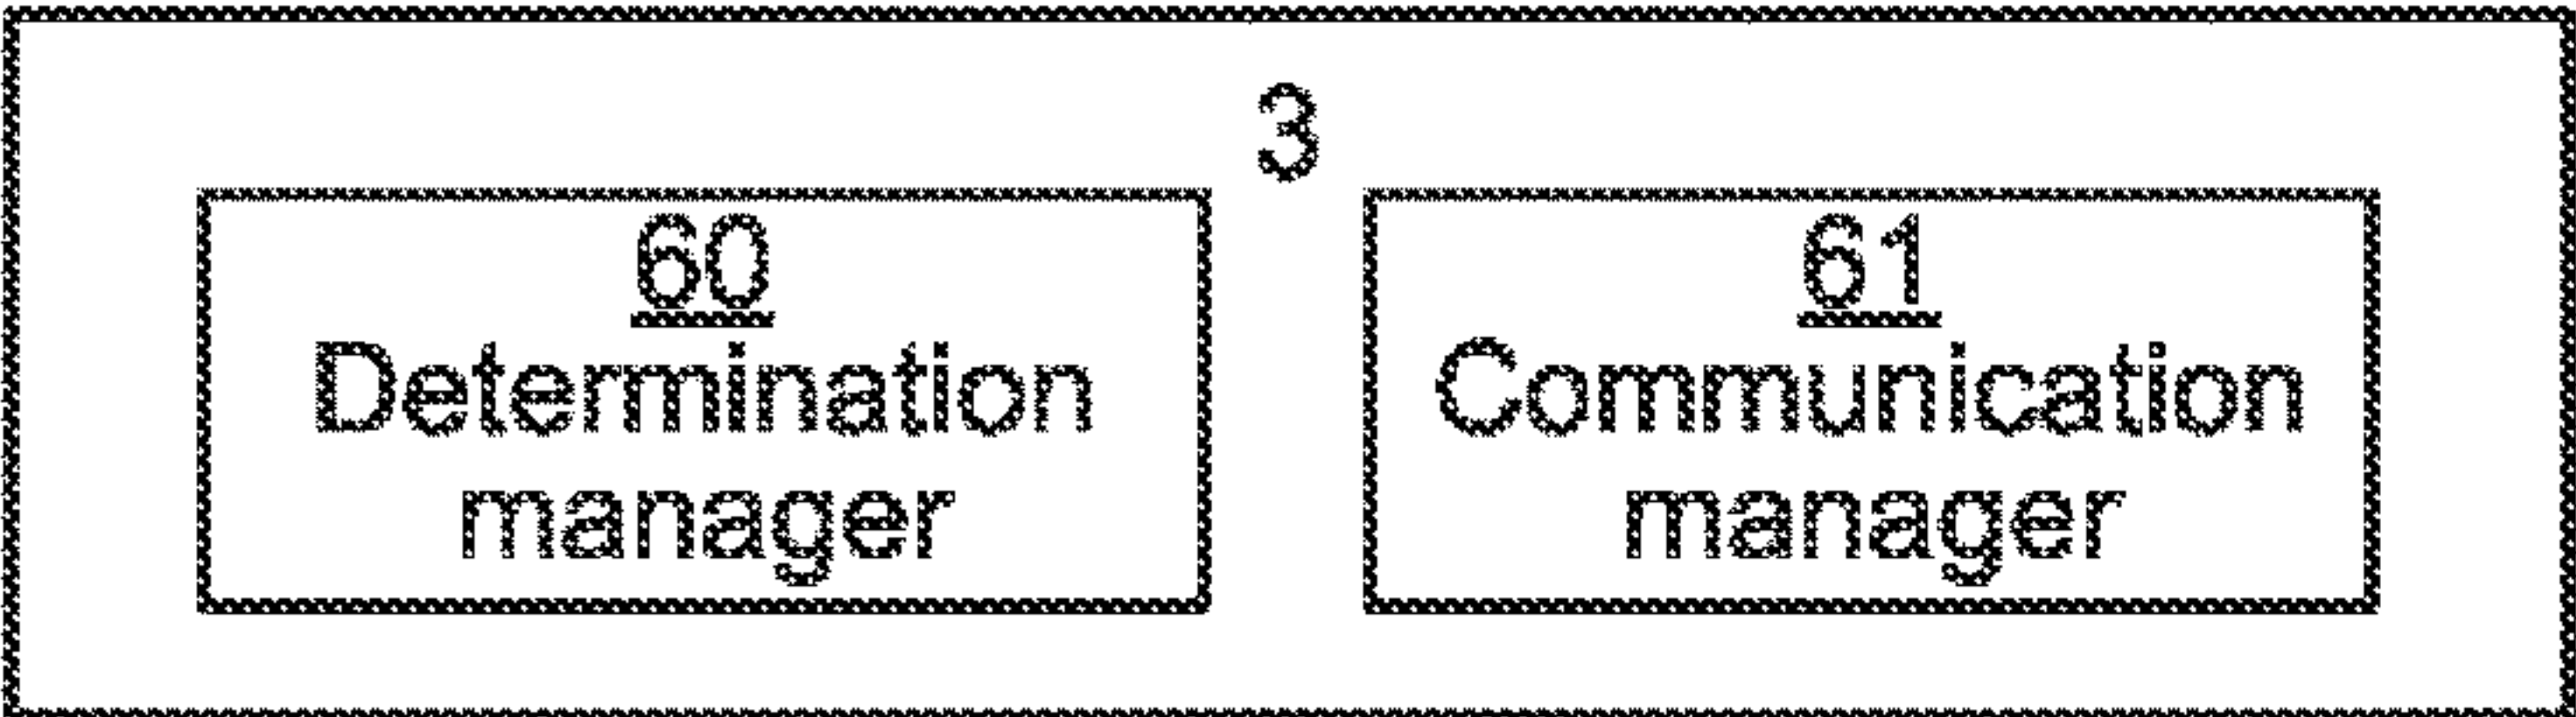 3
60
Determination
manager
61
Communication
manager